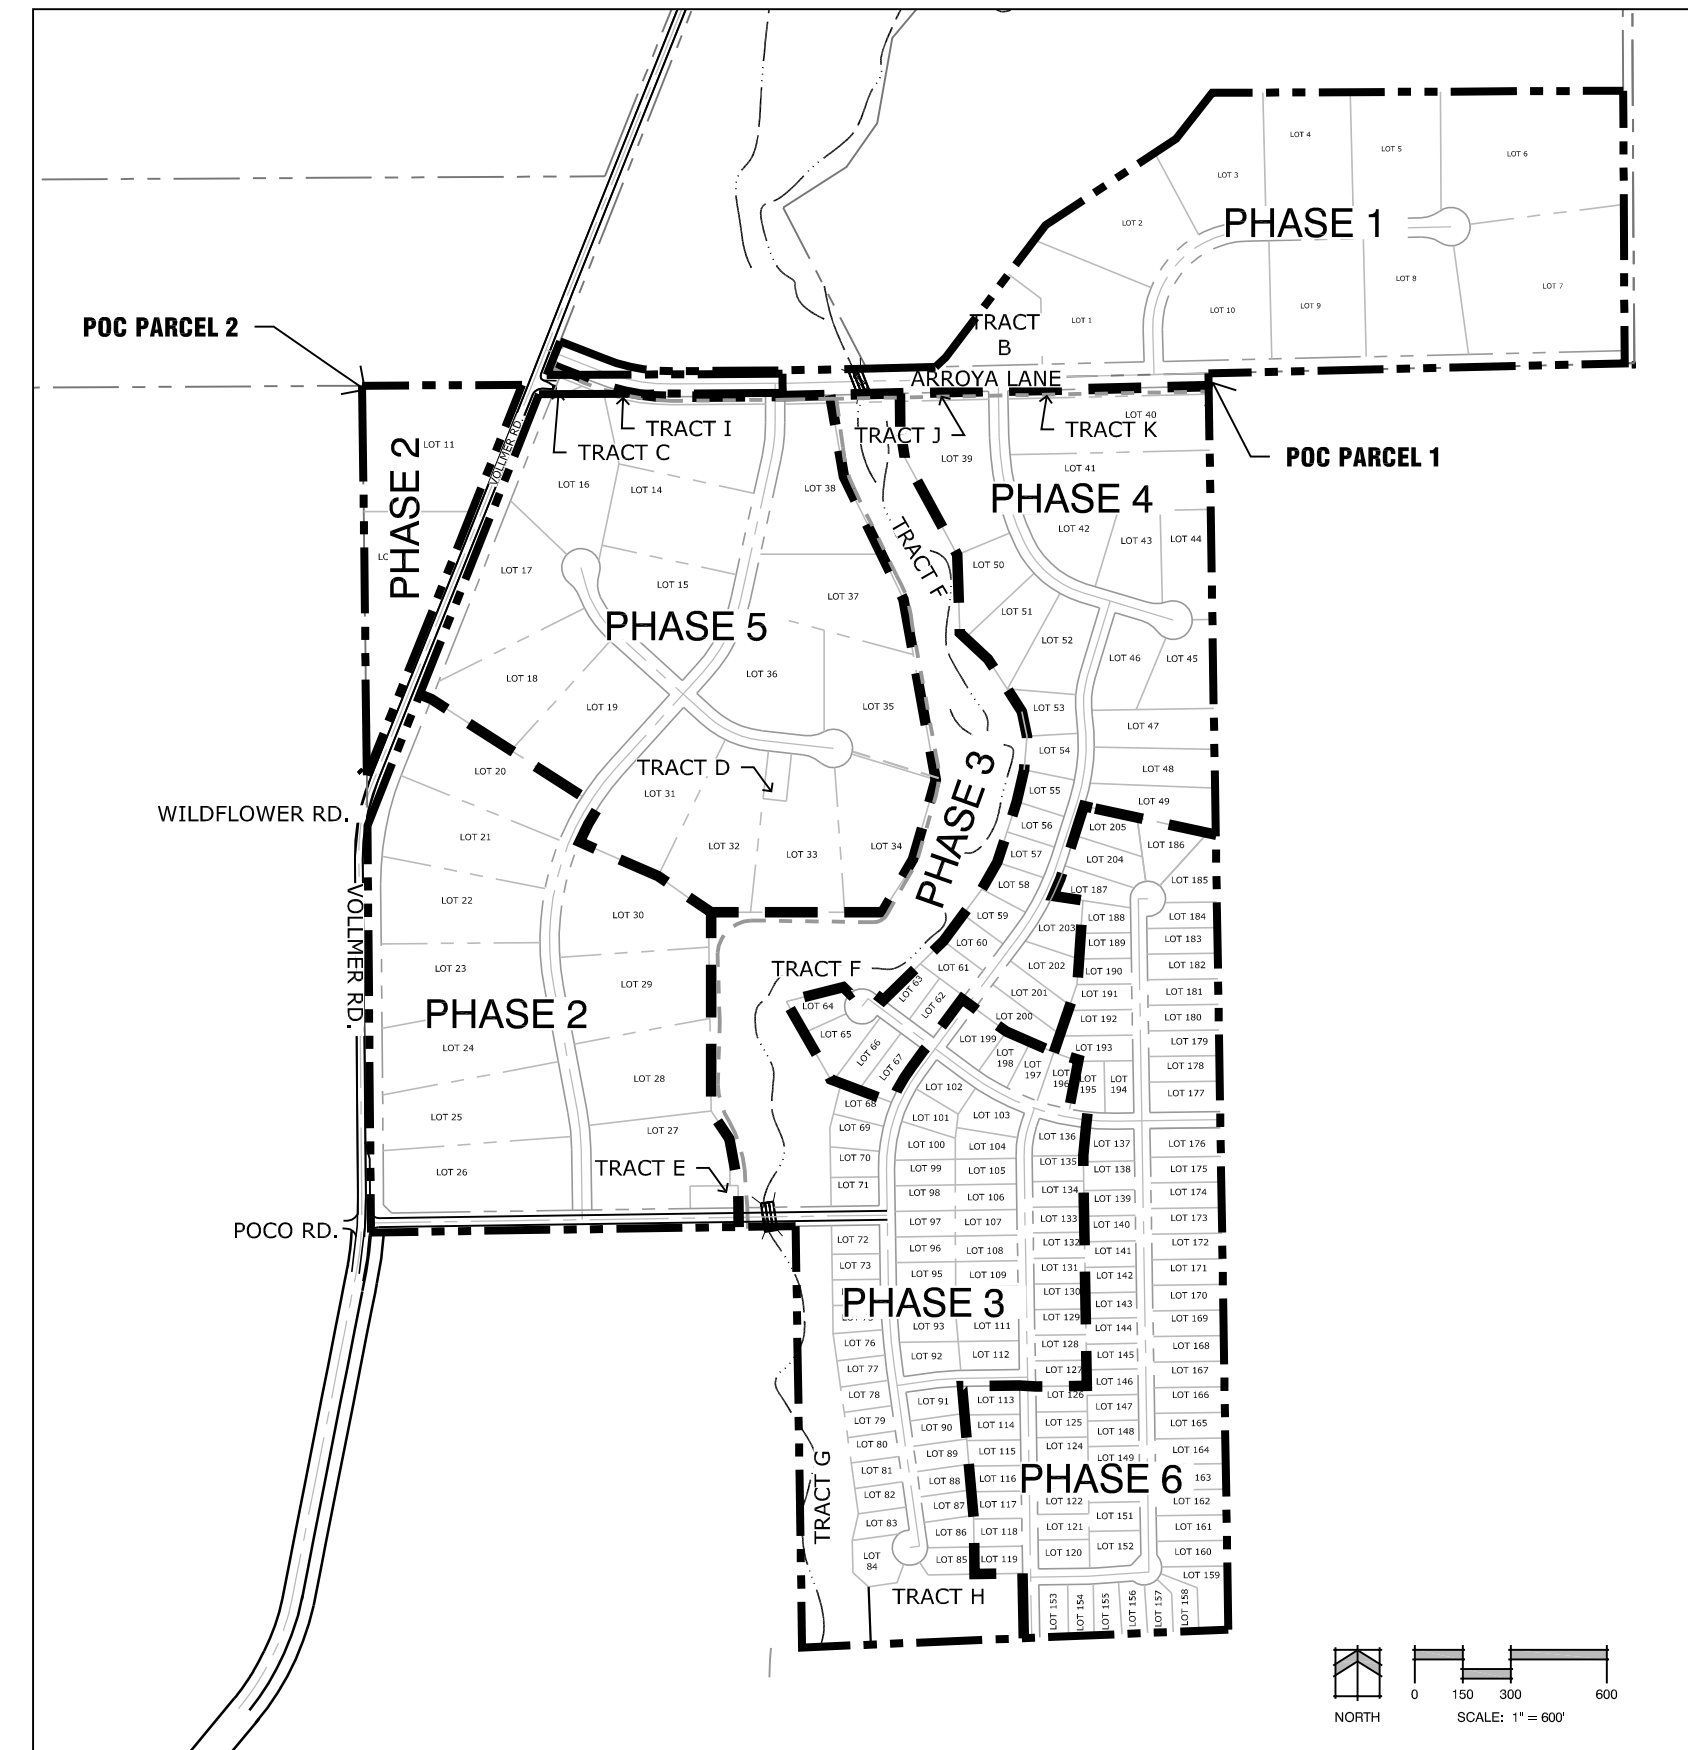 LOT 4
LOT 5
LOT 6
LOT 3
LOT 2
PHASE 1
LOT 8
LOT 7
LOT 10
LOT 9
LOT 1
TRACT
B
POC PARCEL 2
ARROYA LANE
LOT 40
TRACT I
TRACT J
TRACT K
TRACT C
VOLLMER RD.
LOT 11
PHASE 2
LOT 39
LOT 41
POC PARCEL 1
LOT 16
LOT 14
LOT 38
PHASE 4
LOT 42
LOT 43
LOT 44
TRACT F
LOT 17
LOT 15
LOT 37
LOT 50
LOT 51
PHASE 5
LOT 52
LOT 46
LOT 45
LOT 18
LOT 36
LOT 19
LOT 35
LOT 53
LOT 47
LOT 54
LOT 20
TRACT D
LOT 48
PHASE 3
LOT 31
LOT 55
LOT 49
WILDFLOWER RD.
LOT 56
LOT 205
LOT 21
LOT 32
LOT 33
LOT 34
LOT 57
LOT 186
LOT 204
LOT 58
LOT 187
LOT 185
LOT 22
LOT 30
LOT 59
LOT 188
LOT 184
VOLLMER RD.
LOT 203
LOT 60
LOT 189
LOT 183
LOT 23
TRACT F
LOT 61
LOT 202
LOT 190
LOT 182
LOT 29
LOT 63
LOT 62
LOT 201
LOT 191
LOT 181
PHASE 2
LOT 64
LOT 200
LOT 192
LOT 180
LOT 24
LOT 65
LOT 66
LOT 67
LOT 199
LOT
198
LOT
197
LOT
196
LOT 193
LOT 179
LOT 28
LOT
195
LOT
194
LOT 178
LOT 102
LOT 177
LOT 25
LOT 68
LOT 101
LOT 103
LOT 27
LOT 69
LOT 100
LOT 104
LOT 136
LOT 137
LOT 176
LOT 26
TRACT E
LOT 70
LOT 99
LOT 105
LOT 135
LOT 138
LOT 175
LOT 71
LOT 98
LOT 106
LOT 134
LOT 139
LOT 174
POCO RD.
LOT 97
LOT 107
LOT 133
LOT 140
LOT 173
LOT 72
LOT 96
LOT 108
LOT 132
LOT 141
LOT 172
LOT 73
LOT 95
LOT 109
LOT 131
LOT 142
LOT 171
PHASE 3
LOT 130
LOT 143
LOT 170
LOT 93
LOT 111
LOT 129
LOT 144
LOT 169
LOT 76
LOT 92
LOT 112
LOT 128
LOT 145
LOT 168
LOT 77
LOT 127
LOT 146
LOT 167
LOT 78
LOT 91
LOT 113
LOT 126
LOT 147
LOT 166
LOT 79
LOT 90
LOT 114
LOT 125
LOT 148
LOT 165
LOT 80
LOT 89
LOT 115
LOT 124
LOT 149
LOT 164
TRACT G
LOT 81
LOT 88
LOT 116
PHASE 6
163
LOT 82
LOT 87
LOT 117
LOT 122
LOT 151
LOT 162
LOT 83
LOT 86
LOT 118
LOT 121
LOT 161
LOT
84
LOT 85
LOT 119
LOT 120
LOT 152
LOT 160
LOT 159
TRACT H
LOT 153
LOT 154
LOT 155
LOT 156
LOT 157
LOT 158
0 150 300 600
NORTH
SCALE: 1" = 600'